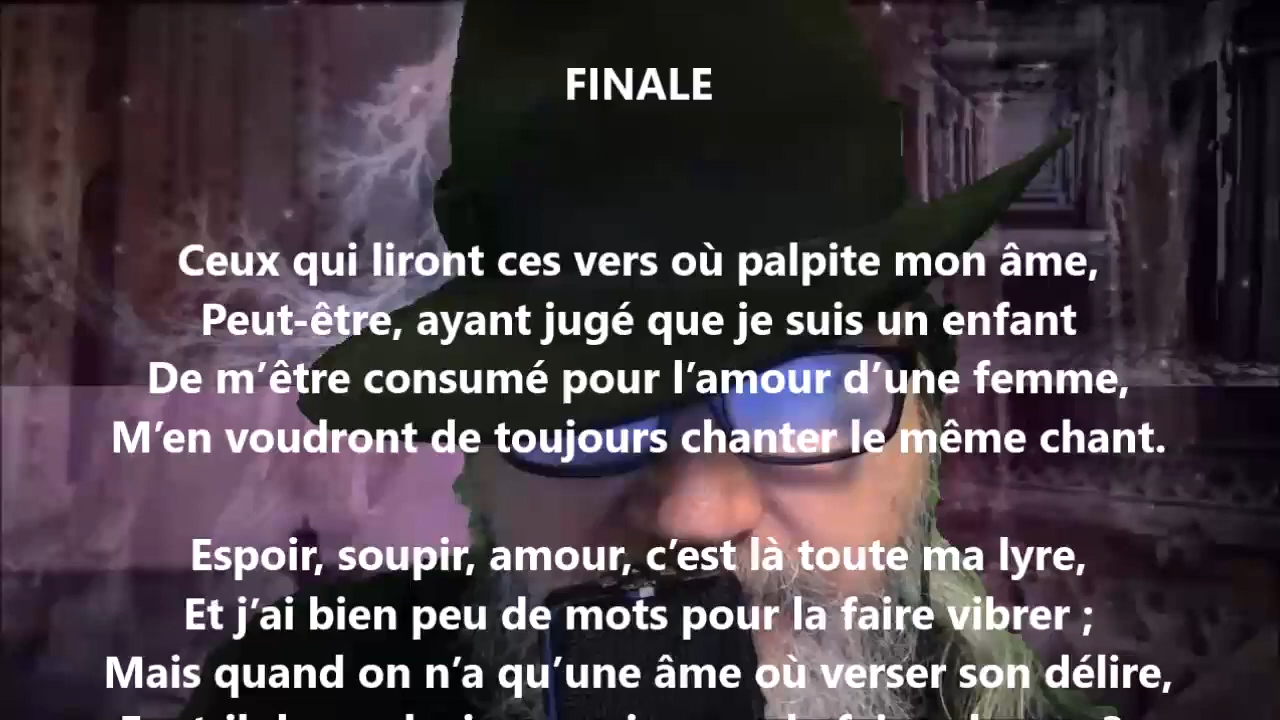 FINALE
Ceux qui liront ces vers où palpite mon âme,
Peut-être, ayant jugé que je suis un enfant
De m’être consumé pour l’amour d’une femme,
M’en voudront de toujours chanter le même chant.
Espoir, soupir, amour, c’est là toute ma lyre,
Et j’ai bien peu de mots pour la faire vibrer ;
Mais quand on n’a qu’une âme où verser son délire,